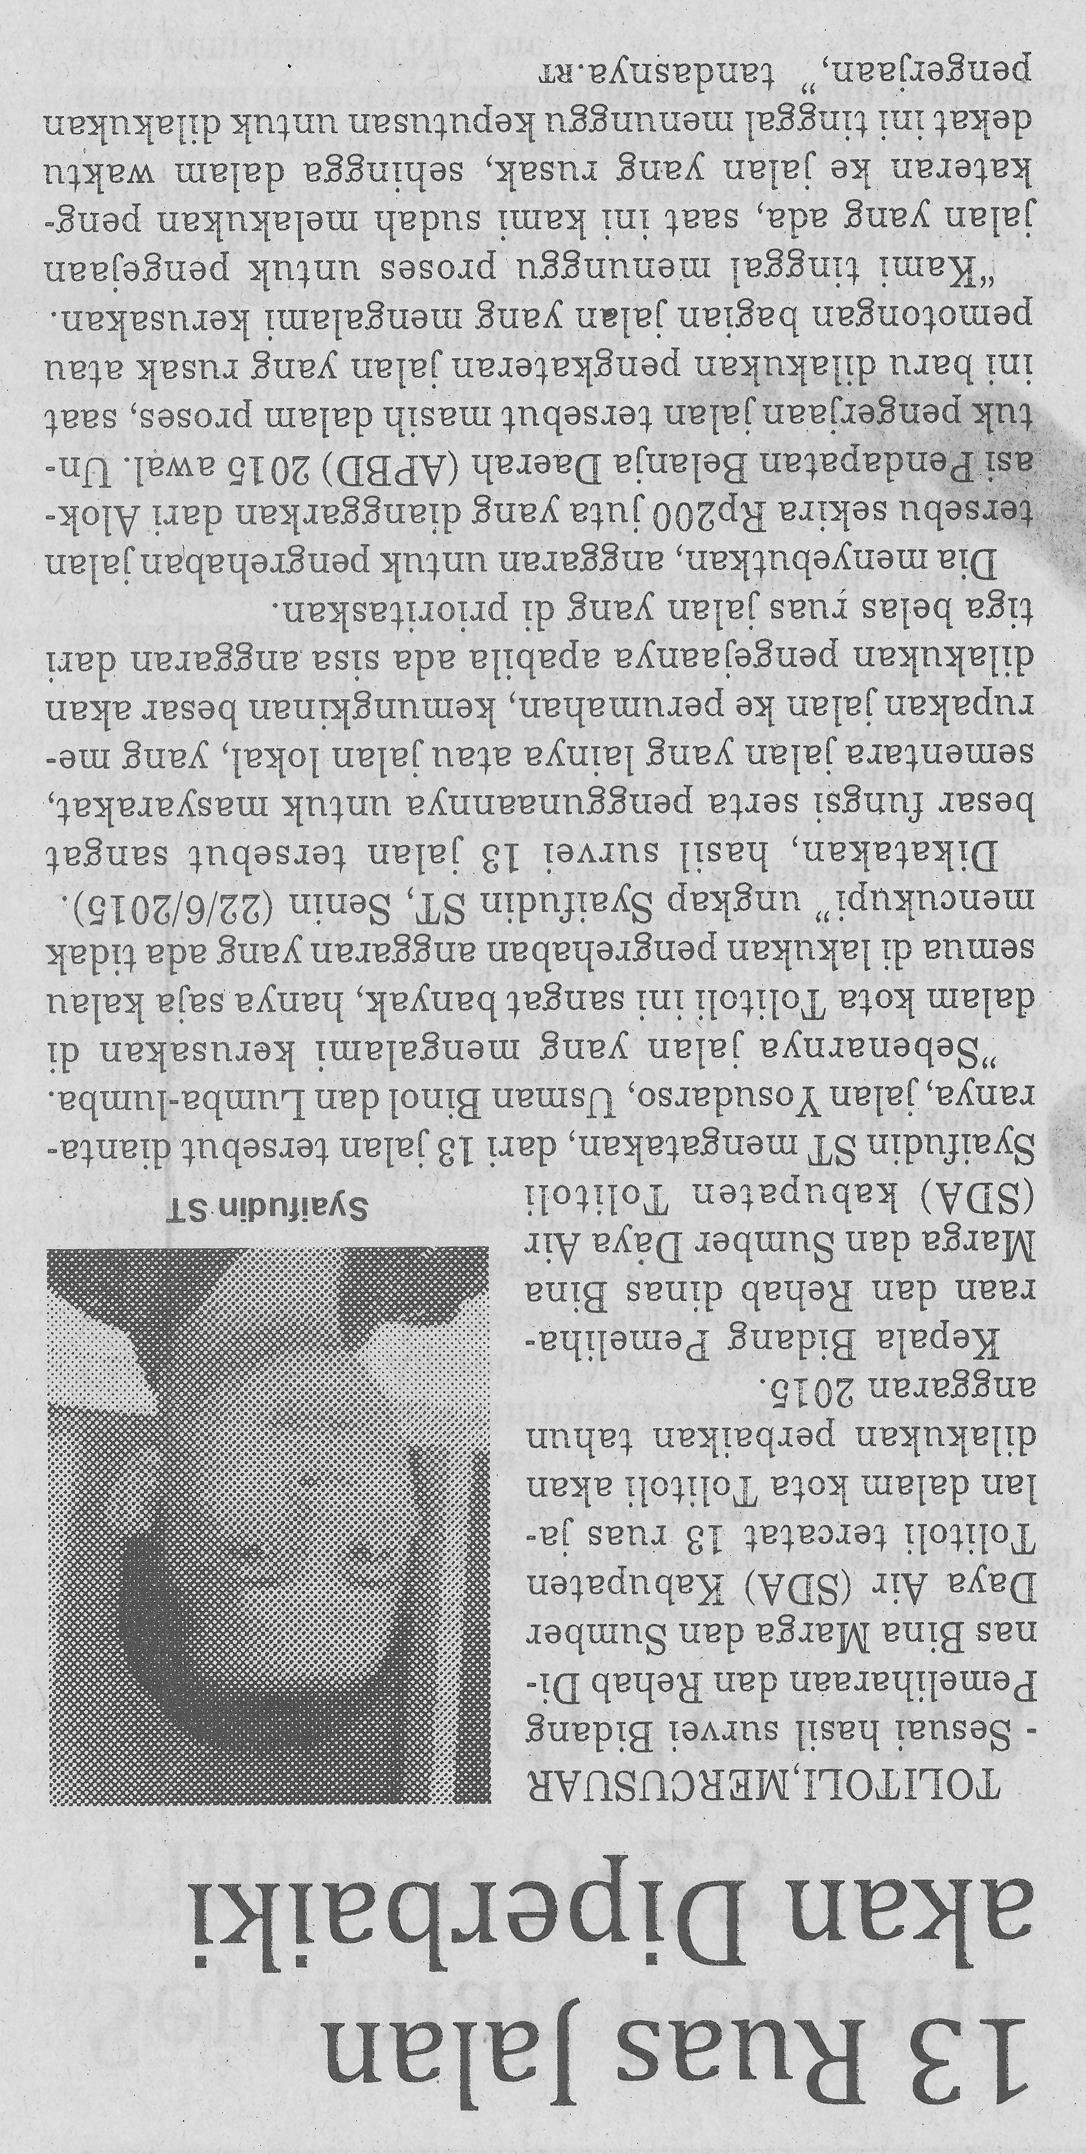 13 Ruas Jalan
akan Diperbaiki
TOLITOLI,MERCUSUAR
- Sesuai hasil survei Bidang
Pemeliharaan dan Rehab Di-
nas Bina Marga dan Sumber
Daya Air (SDA) Kabupaten
Tolitoli tercatat 13 ruas ja-
lan dalam kota Tolitoli akan
dilakukan perbaikan tahun
anggaran 2015.
Kepala Bidang Pemeliha-
raan dan Rehab dinas Bina
Marga dan Sumber Daya Air
(SDA) kabupaten Tolitoli
Syaifudin ST
Syaifudin ST mengatakan, dari 13 jalan tersebut dianta-
ranya, jalan Yosudarso, Usman Binol dan Lumba-lumba.
"Sebenarnya jalan yang mengalami kerusakan di
dalam kota Tolitoli ini sangat banyak, hanya saja kalau
semua di lakukan pengrehaban anggaran yang ada tidak
mencukupi" ungkap Syaifudin ST, Senin (22/6/2015).
Dikatakan, hasil survei 13 jalan tersebut sangat
besar fungsi serta penggunaannya untuk masyarakat,
sementara jalan yang lainya atau jalan lokal, yang me-
rupakan jalan ke perumahan, kemungkinan besar akan
dilakukan pengejaanya apabila ada sisa anggaran dari
tiga belas ruas jalan yang di prioritaskan.
Dia menyebutkan, anggaran untuk pengrehaban jalan
tersebu sekira Rp200 juta yang dianggarkan dari Alok-
asi Pendapatan Belanja Daerah (APBD) 2015 awal. Un-
tuk pengerjaan jalan tersebut masih dalam proses, saat
ini baru dilakukan pengkateran jalan yang rusak atau
pemotongan bagian jalan yang mengalami kerusakan.
"Kami tinggal menunggu proses untuk pengejaan
jalan yang ada, saat ini kami sudah melakukan peng-
kateran ke jalan yang rusak, sehingga dalam waktu
dekat ini tinggal menunggu keputusan untuk dilakukan
pengerjaan," tandasnya.RT